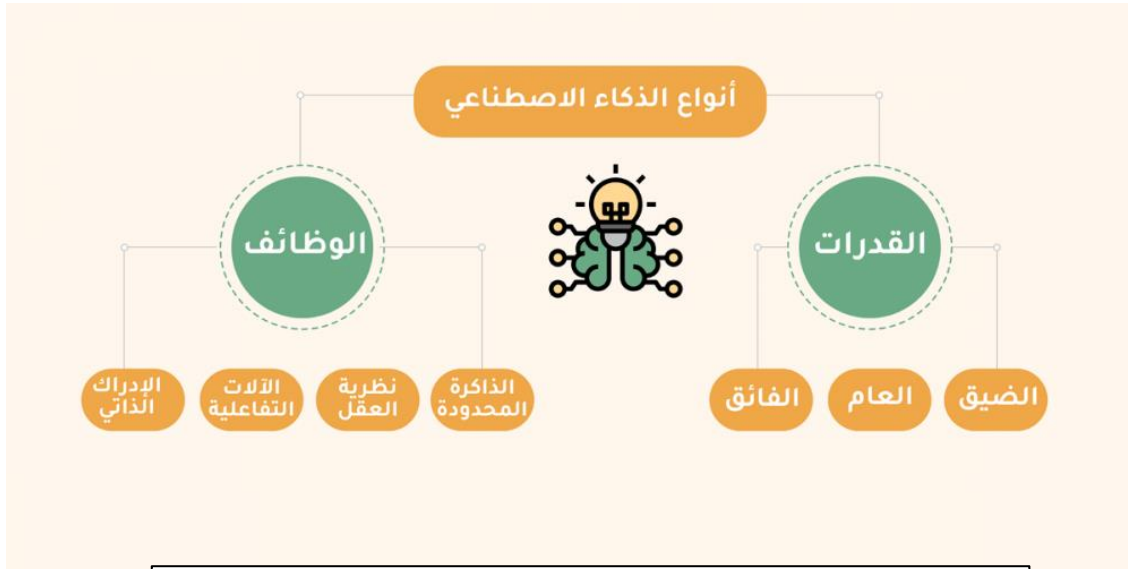 أنواع الذكاء الاصطناعي
القدرات
الوظائف
الضيق
العام
الفائق
الذاكرة
المحدودة
نظرية
العقل
الآلات
التفاعلية
الإدراك
الذاتي